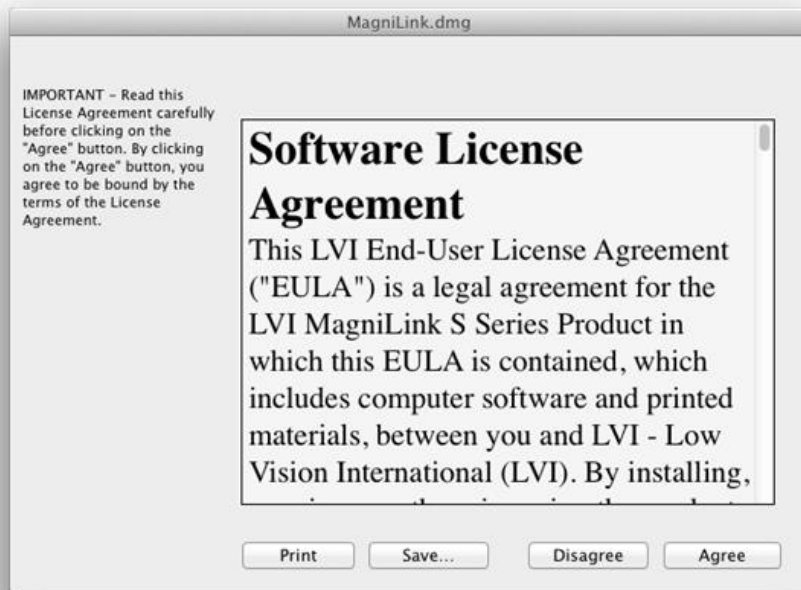 MagniLink.dmg
IMPORTANT - Read this
License Agreement carefully
before clicking on the
"Agree" button. By clicking
on the "Agree" button, you
agree to be bound by the
terms of the License
Agreement.
Software License
Agreement
This LVI End-User License Agreement
("EULA") is a legal agreement for the
LVI MagniLink S Series Product in
which this EULA is contained, which
includes computer software and printed
materials, between you and LVI - Low
Vision International (LVI). By installing,
Print
Save...
Disagree
Agree